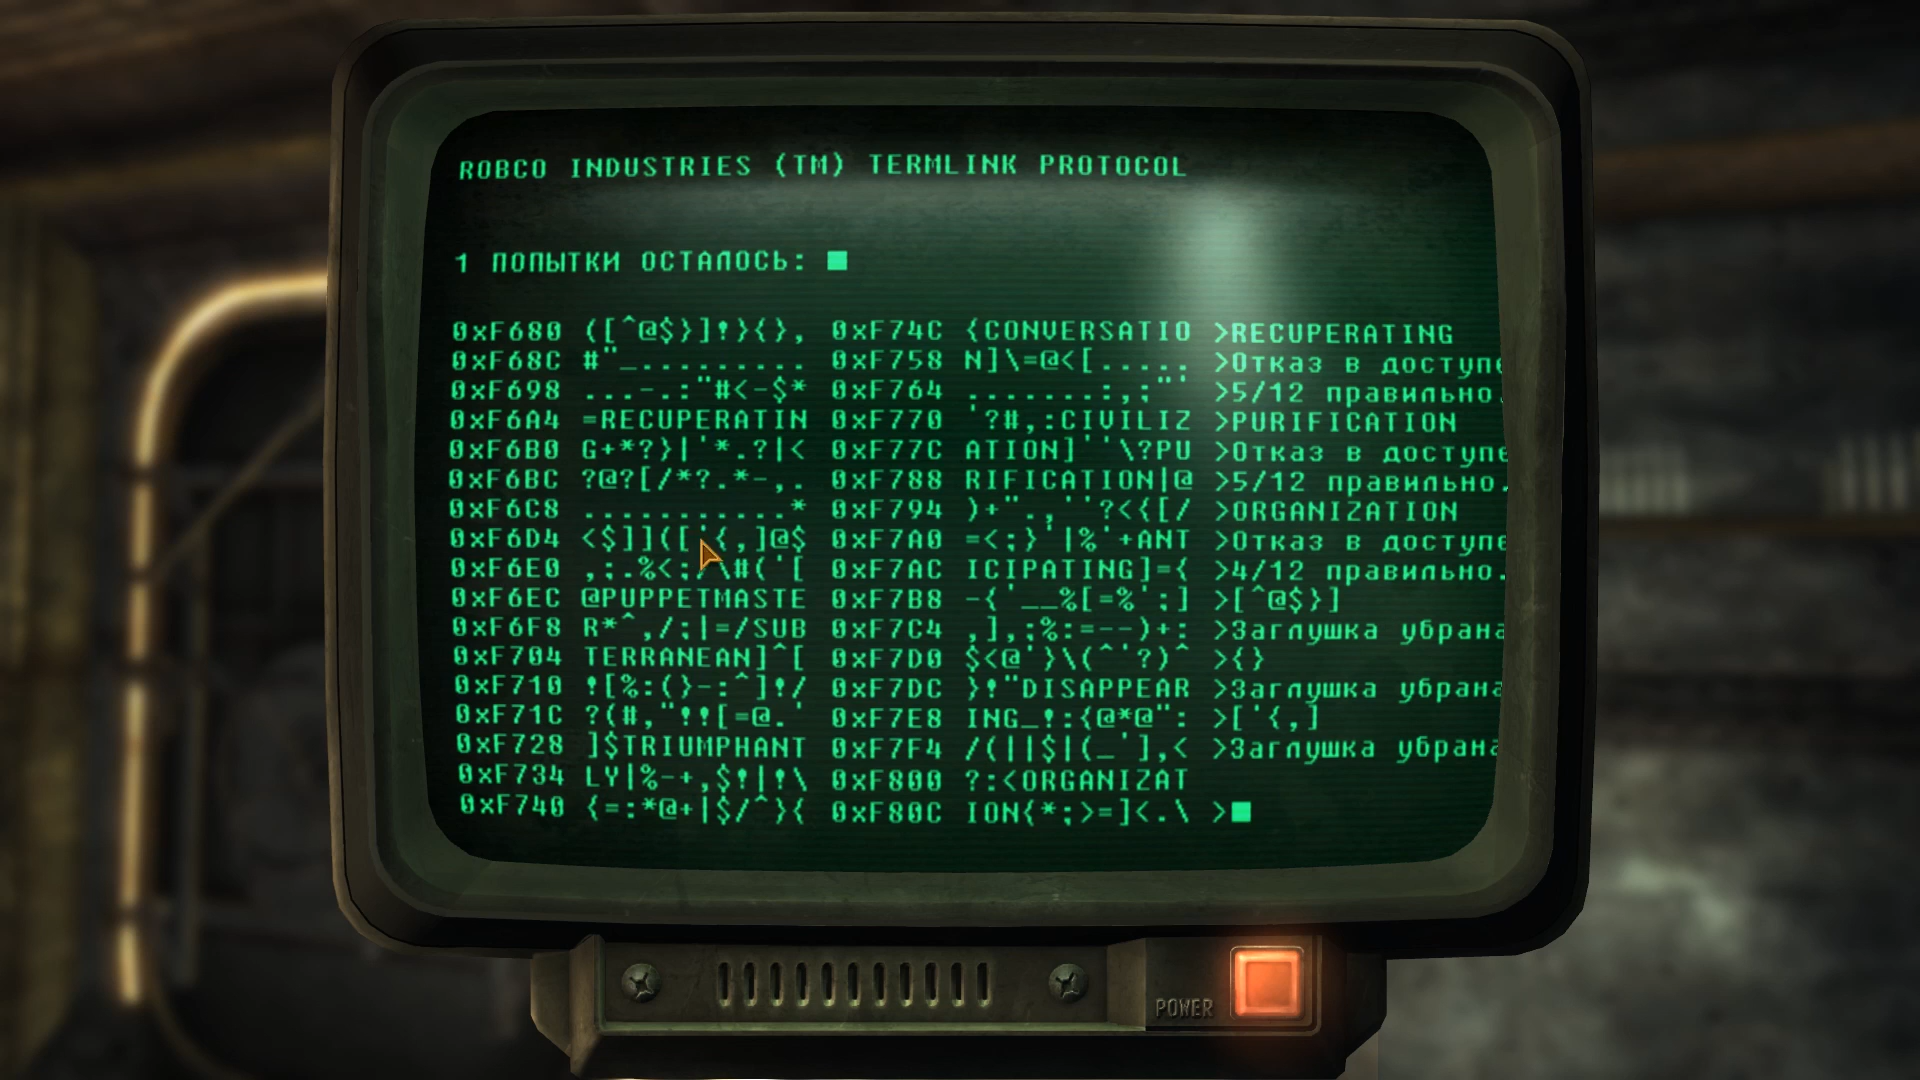 ROBCO INDUSTRIES (TM) TERMLINK PROTOCOL
1 ПОПЫТКИ ОСТАЛОСЬ:
0xF680 ([^@$}]!}{}, 0xF74C {CONVERSATIO >RECUPERATING
0xF68C #"_......... 0xF758 N]\=@<[..... >Отказ в доступе
0xF698 ...-.:"#<-$* 0xF764 ........:,;"' >5/12 правильно.
0xF6A4 =RECUPERATIN 0xF770 '?#,:CIVILIZ >PURIFICATION
0xF6B0 G+*?}|'*.?|< 0xF77C ATION]''\?PU >Отказ в доступе
0xF6BC ?@?[/*?.*-,. 0xF788 RIFICATION|@ >5/12 правильно.
0xF6C8 ...........* 0xF794 )+".,''?<{[/ >ORGANIZATION
0xF6D4 <$]]（['{,]@$ 0xF7A0 =<;}'|%'+ANT >Отказ в доступе
0xF6E0 ,;.%<;/\#('[ 0xF7AC ICIPATING]={ >4/12 правильно.
0xF6EC @PUPPETMASTE 0xF7B8 -{'__%[=%';] >[^@$}]
0xF6F8 R*^,/;|=/SUB 0xF7C4 ,],;%:=--)+: >Заглушка убрана
0xF704 TERRANEAN]^[ 0xF7D0 $<@'}\(^'?)^ >{}
0xF710 ![%:(}-:^]!/ 0xF7DC }!"DISAPPEAR >Заглушка убрана
0xF71C ?(#,"!![=@.' 0xF7E8 ING_!:{@*@": >['{,]
0xF728 ]$TRIUMPHANT 0xF7F4 /(||$|(_'],< >Заглушка убрана
0xF734 LY|%-+,$!|!\ 0xF800 ?:<ORGANIZAT
0xF740 {=:*@+|$/^}{ 0xF80C ION{*;>=]<.\ >
POWER